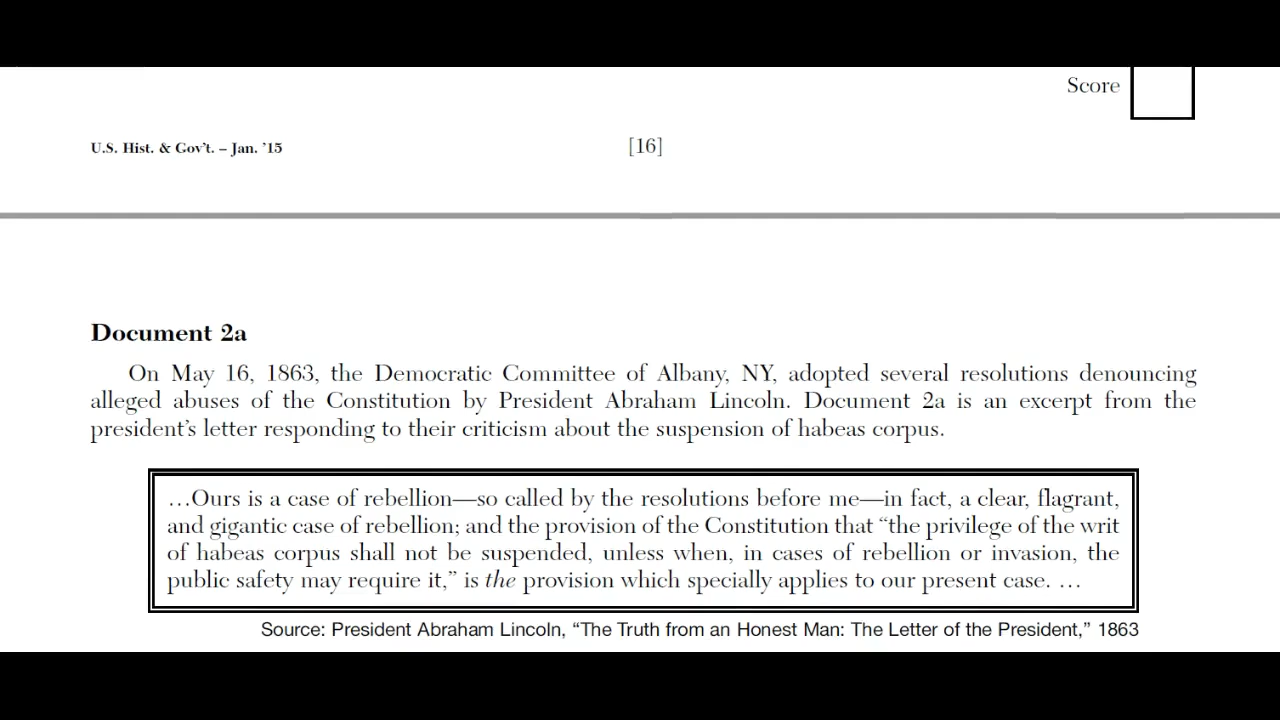 Score
U.S. Hist. & Gov't. – Jan. '15
[16]
Document 2a
On May 16, 1863, the Democratic Committee of Albany, NY, adopted several resolutions denouncing
alleged abuses of the Constitution by President Abraham Lincoln. Document 2a is an excerpt from the
president's letter responding to their criticism about the suspension of habeas corpus.
…Ours is a case of rebellion—so called by the resolutions before me—in fact, a clear, flagrant,
and gigantic case of rebellion; and the provision of the Constitution that “the privilege of the writ
of habeas corpus shall not be suspended, unless when, in cases of rebellion or invasion, the
public safety may require it,” is the provision which specially applies to our present case. …
Source: President Abraham Lincoln, “The Truth from an Honest Man: The Letter of the President,” 1863